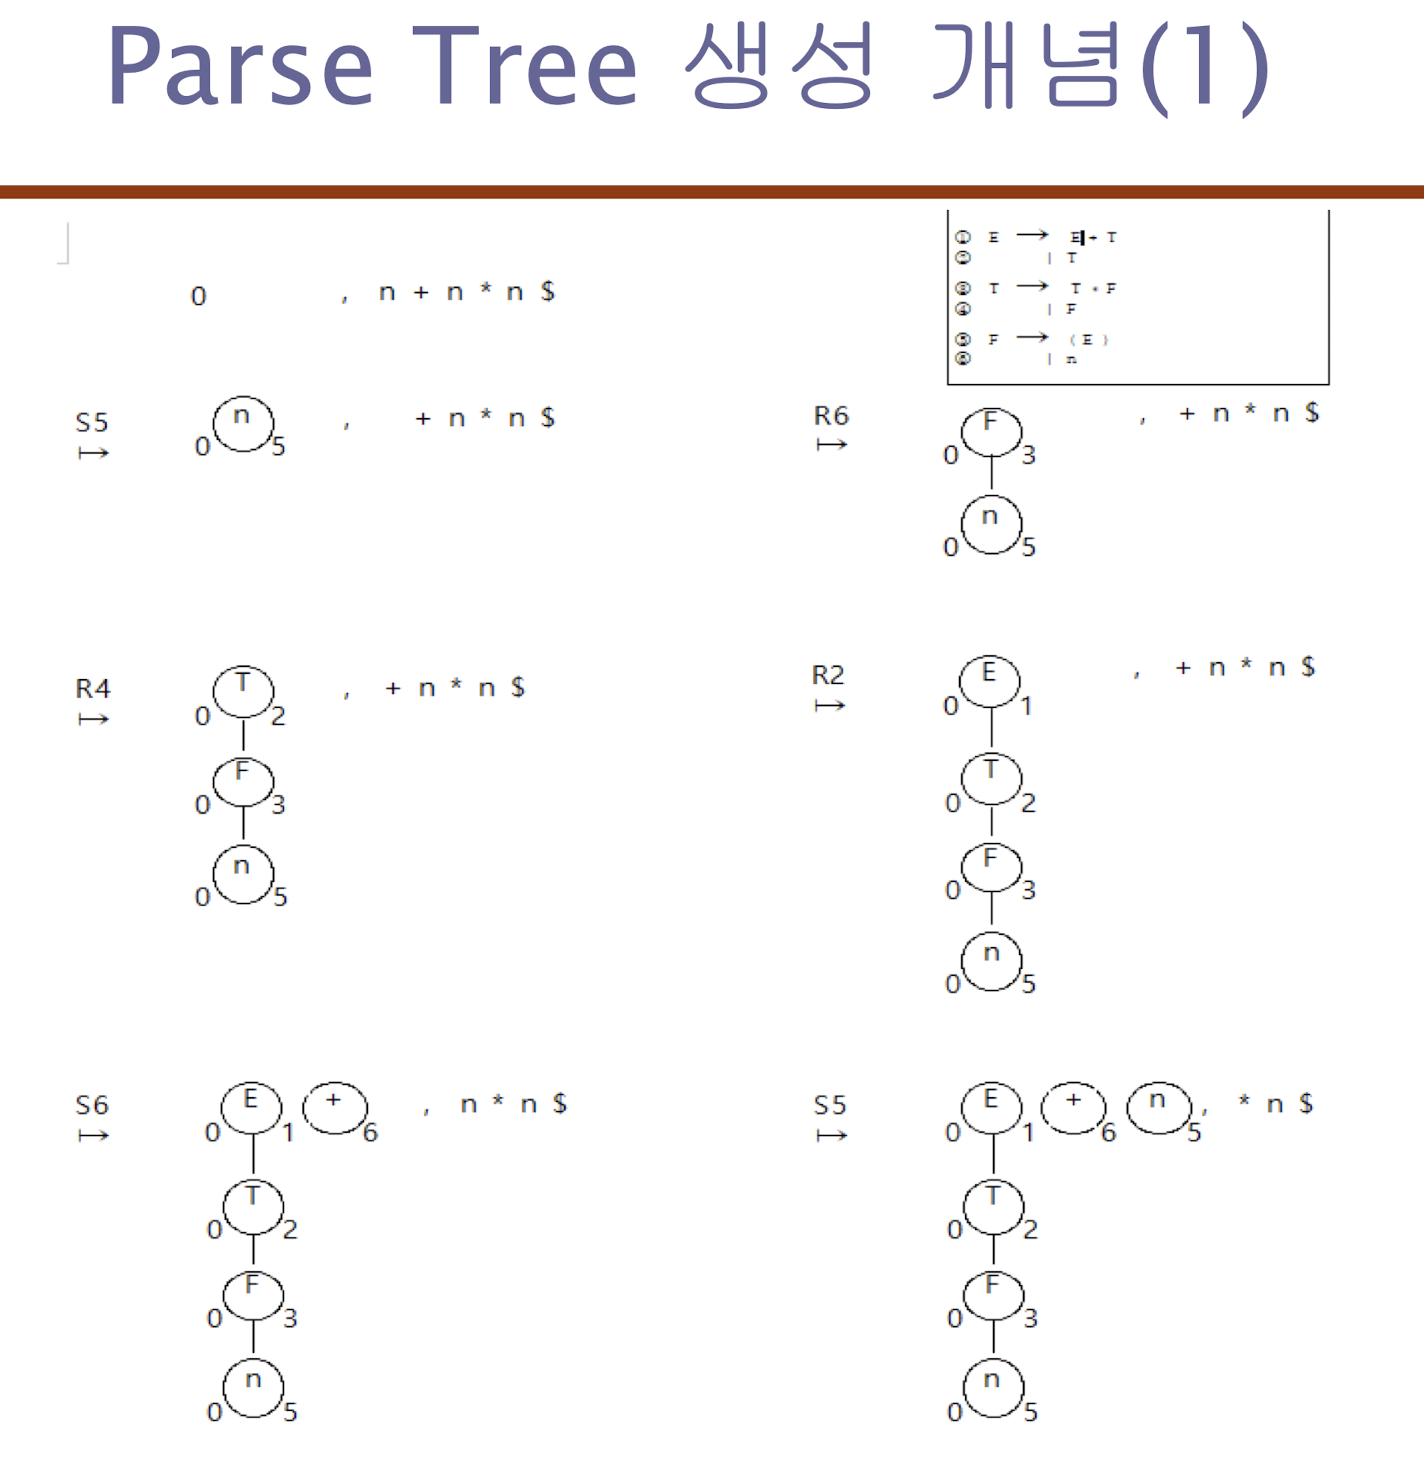 Parse Tree 생성 개념(1)
① E → E + T
② | T
③ T → T * F
④ | F
⑤ F → ( E )
⑥ | n
0 , n + n * n $
S5 ↦ 0 n 5 , + n * n $
R6 ↦ 0 F 3 , + n * n $
0 n 5
R4 ↦ 0 T 2 , + n * n $
0 F 3
0 n 5
R2 ↦ 0 E 1 , + n * n $
0 T 2
0 F 3
0 n 5
S6 ↦ 0 E 1 + 6 , n * n $
0 T 2
0 F 3
0 n 5
S5 ↦ 0 E 1 + 6 n 5 , * n $
0 T 2
0 F 3
0 n 5